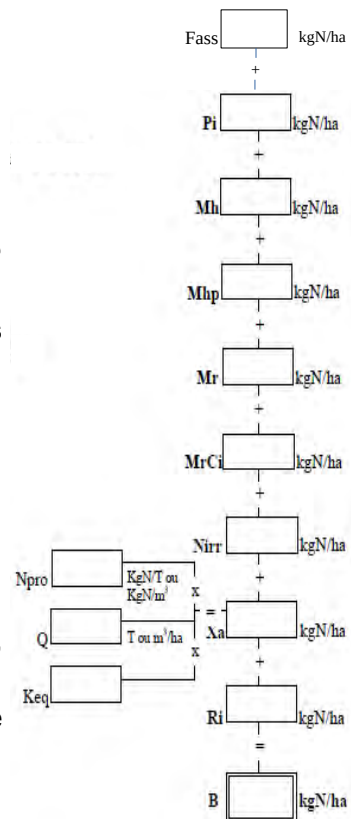 Fass kgN/ha
+
Pi kgN/ha
+
Mh kgN/ha
+
Mhp kgN/ha
+
Mr kgN/ha
+
MrCi kgN/ha
+
Nirr kgN/ha
Npro KgN/T ou
KgN/m³
x
+
=
Q T ou m³/ha Xa kgN/ha
x
+
Keq
Ri kgN/ha
=
B kgN/ha